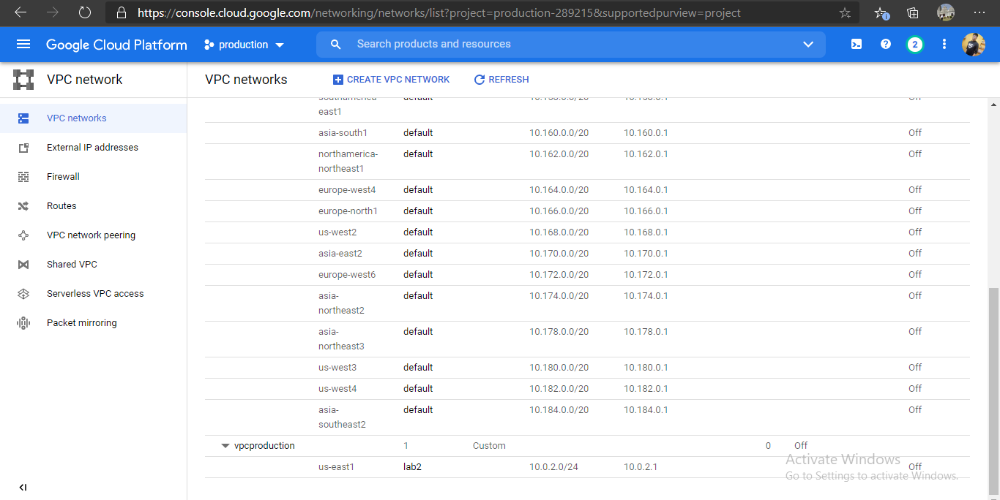 https://console.cloud.google.com/networking/networks/list?project=production-289215&supportedpurview=project
Google Cloud Platform production Search products and resources 2
VPC network
VPC networks CREATE VPC NETWORK REFRESH
VPC networks
External IP addresses
Firewall
Routes
VPC network peering
Shared VPC
Serverless VPC access
Packet mirroring
southamerica- default 10.158.0.0/20 10.158.0.1 Off
east1
asia-south1 default 10.160.0.0/20 10.160.0.1 Off
northamerica- default 10.162.0.0/20 10.162.0.1 Off
northeast1
europe-west4 default 10.164.0.0/20 10.164.0.1 Off
europe-north1 default 10.166.0.0/20 10.166.0.1 Off
us-west2 default 10.168.0.0/20 10.168.0.1 Off
asia-east2 default 10.170.0.0/20 10.170.0.1 Off
europe-west6 default 10.172.0.0/20 10.172.0.1 Off
asia- default 10.174.0.0/20 10.174.0.1 Off
northeast2
asia- default 10.178.0.0/20 10.178.0.1 Off
northeast3
us-west3 default 10.180.0.0/20 10.180.0.1 Off
us-west4 default 10.182.0.0/20 10.182.0.1 Off
asia- default 10.184.0.0/20 10.184.0.1 Off
southeast2
vpcproduction 1 Custom 0 Off
us-east1 lab2 10.0.2.0/24 10.0.2.1 Off
Activate Windows
Go to Settings to activate Windows.